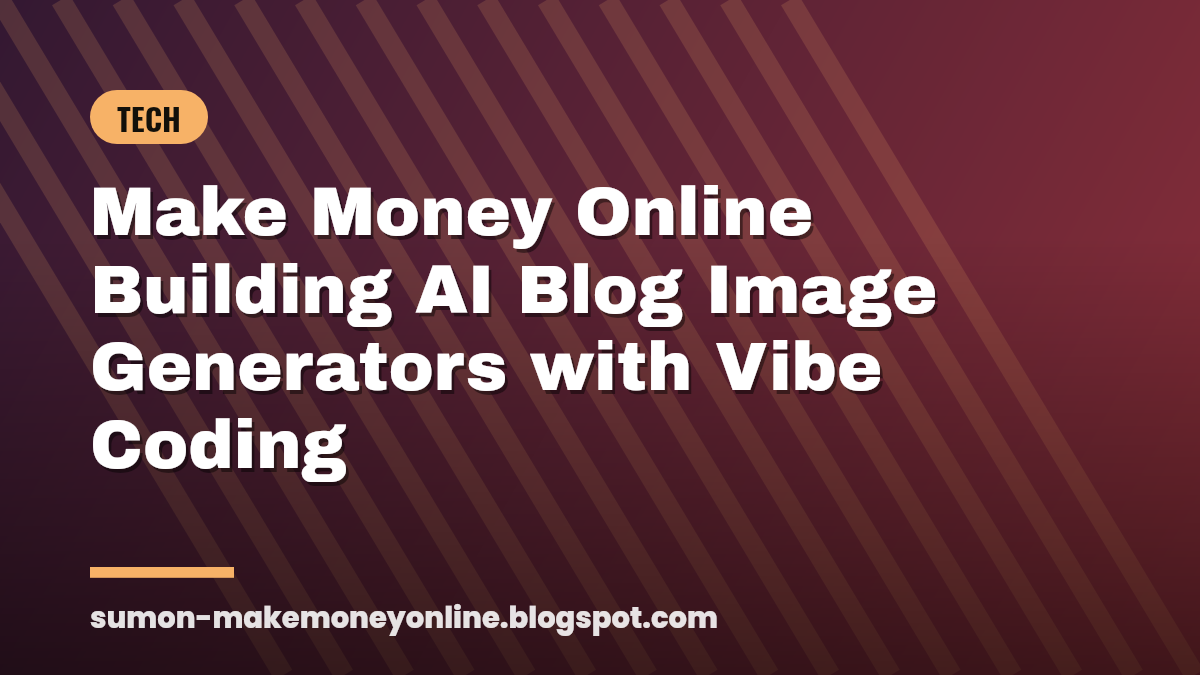 TECH
Make Money Online
Building AI Blog Image
Generators with Vibe
Coding
sumon-makemoneyonline.blogspot.com